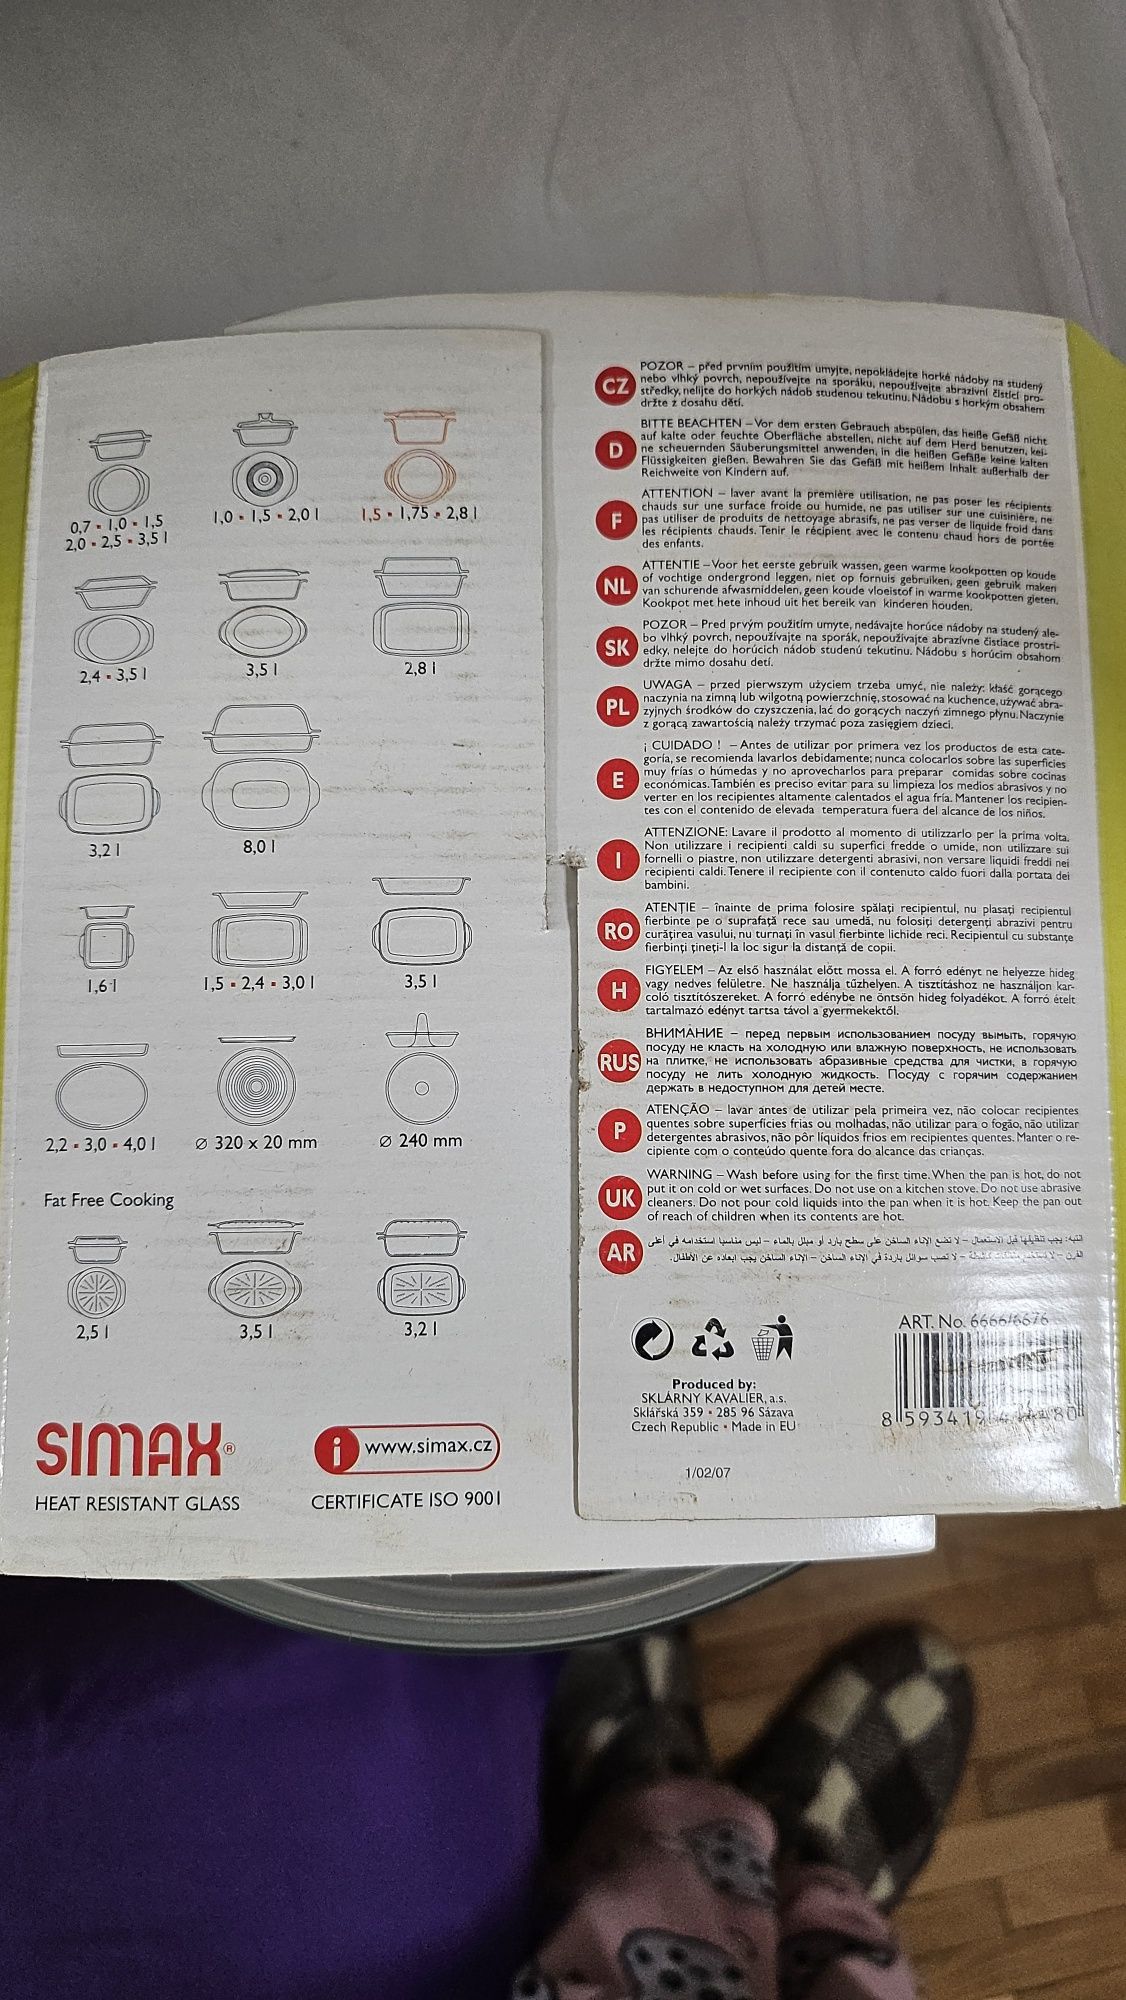 0,7 ▪ 1,0 ▪ 1,5
2,0 ▪ 2,5 ▪ 3,5 l
1,0 ▪ 1,5 ▪ 2,0 l
1,5 ▪ 1,75 ▪ 2,8 l
2,4 ▪ 3,5 l
3,5 l
2,8 l
3,2 l
8,0 l
1,6 l
1,5 ▪ 2,4 ▪ 3,0 l
3,5 l
2,2 ▪ 3,0 ▪ 4,0 l
Ø 320 x 20 mm
Ø 240 mm
Fat Free Cooking
2,5 l
3,5 l
3,2 l
SIMAX®
HEAT RESISTANT GLASS
i www.simax.cz
CERTIFICATE ISO 9001
CZ
POZOR – před prvním použitím umyjte, nepokládejte horké nádoby na studený
nebo vlhký povrch, nepoužívejte na sporáku, nepoužívejte abrazivní čistící pro-
středky, nelijte do horkých nádob studenou tekutinu. Nádobu s horkým obsahem
držte z dosahu dětí.
D
BITTE BEACHTEN – Vor dem ersten Gebrauch abspülen, das heiße Gefäß nicht
auf kalte oder feuchte Oberfläche abstellen, nicht auf dem Herd benutzen, kei-
ne scheuernden Säuberungsmittel anwenden, in die heißen Gefäße keine kalten
Flüssigkeiten gießen. Bewahren Sie das Gefäß mit heißem Inhalt außerhalb der
Reichweite von Kindern auf.
F
ATTENTION – laver avant la première utilisation, ne pas poser les récipients
chauds sur une surface froide ou humide, ne pas utiliser sur une cuisinière, ne
pas utiliser de produits de nettoyage abrasifs, ne pas verser de liquide froid dans
les récipients chauds. Tenir le récipient avec le contenu chaud hors de portée
des enfants.
NL
ATTENTIE – Voor het eerste gebruik wassen, geen warme kookpotten op koude
of vochtige ondergrond leggen, niet op fornuis gebruiken, geen gebruik maken
van schurende afwasmiddelen, geen koude vloeistof in warme kookpotten gieten.
Kookpot met hete inhoud uit het bereik van kinderen houden.
SK
POZOR – Pred prvým použitím umyte, nedávajte horúce nádoby na studený ale-
bo vlhký povrch, nepoužívajte na sporák, nepoužívajte abrazívne čistiace prostri-
edky, nelejte do horúcich nádob studenú tekutinu. Nádobu s horúcim obsahom
držte mimo dosahu detí.
PL
UWAGA – przed pierwszym użyciem trzeba umyć, nie należy: kłaść gorącego
naczynia na zimną lub wilgotną powierzchnię, stosować na kuchence, używać abra-
zyjnych środków do czyszczenia, lać do gorących naczyń zimnego płynu. Naczynie
z gorącą zawartością należy trzymać poza zasięgiem dzieci.
E
¡ CUIDADO ! – Antes de utilizar por primera vez los productos de esta cate-
goría, se recomienda lavarlos debidamente; nunca colocarlos sobre las superficies
muy frías o húmedas y no aprovecharlos para preparar comidas sobre cocinas
económicas. También es preciso evitar para su limpieza los medios abrasivos y no
verter en los recipientes altamente calentados el agua fría. Mantener los recipien-
tes con el contenido de elevada temperatura fuera del alcance de los niños.
I
ATTENZIONE: Lavare il prodotto al momento di utilizzarlo per la prima volta.
Non utilizzare i recipienti caldi su superfici fredde o umide, non utilizzare sui
fornelli o piastre, non utilizzare detergenti abrasivi, non versare liquidi freddi nei
recipienti caldi. Tenere il recipiente con il contenuto caldo fuori dalla portata dei
bambini.
RO
ATENȚIE – înainte de prima folosire spălați recipientul, nu plasați recipientul
fierbinte pe o suprafață rece sau umedă, nu folosiți detergenți abrazivi pentru
curățirea vasului, nu turnați în vasul fierbinte lichide reci. Recipientul cu substanțe
fierbinți țineți-l la loc sigur la distanță de copii.
H
FIGYELEM – Az első használat előtt mossa el. A forró edényt ne helyezze hideg
vagy nedves felületre. Ne használja tűzhelyen. A tisztításhoz ne használjon kar-
coló tisztítószereket. A forró edénybe ne öntsön hideg folyadékot. A forró ételt
tartalmazó edényt tartsa távol a gyermekektől.
RUS
ВНИМАНИЕ – перед первым использованием посуду вымыть, горячую
посуду не класть на холодную или влажную поверхность, не использовать
на плитке, не использовать абразивные средства для чистки, в горячую
посуду не лить холодную жидкость. Посуду с горячим содержанием
держать в недоступном для детей месте.
P
ATENÇÃO – lavar antes de utilizar pela primeira vez, não colocar recipientes
quentes sobre superfícies frias ou molhadas, não utilizar para o fogão, não utilizar
detergentes abrasivos, não pôr líquidos frios em recipientes quentes. Manter o re-
cipiente com o conteúdo quente fora do alcance das crianças.
UK
WARNING – Wash before using for the first time. When the pan is hot, do not
put it on cold or wet surfaces. Do not use on a kitchen stove. Do not use abrasive
cleaners. Do not pour cold liquids into the pan when it is hot. Keep the pan out
of reach of children when its contents are hot.
AR
– لا تضع الإناء الساخن على سطح بارد أو مبلل بالماء – ليس مناسبا استخدامه في أعلى
– لا تصب سوائل باردة في الإناء الساخن – الإناء الساخن يجب ابعاده عن الأطفال.
ART. No. 6666/6676
8 593419
Produced by:
SKLÁRNY KAVALIER, a.s.
Sklářská 359 ▪ 285 96 Sázava
Czech Republic ▪ Made in EU
1/02/07